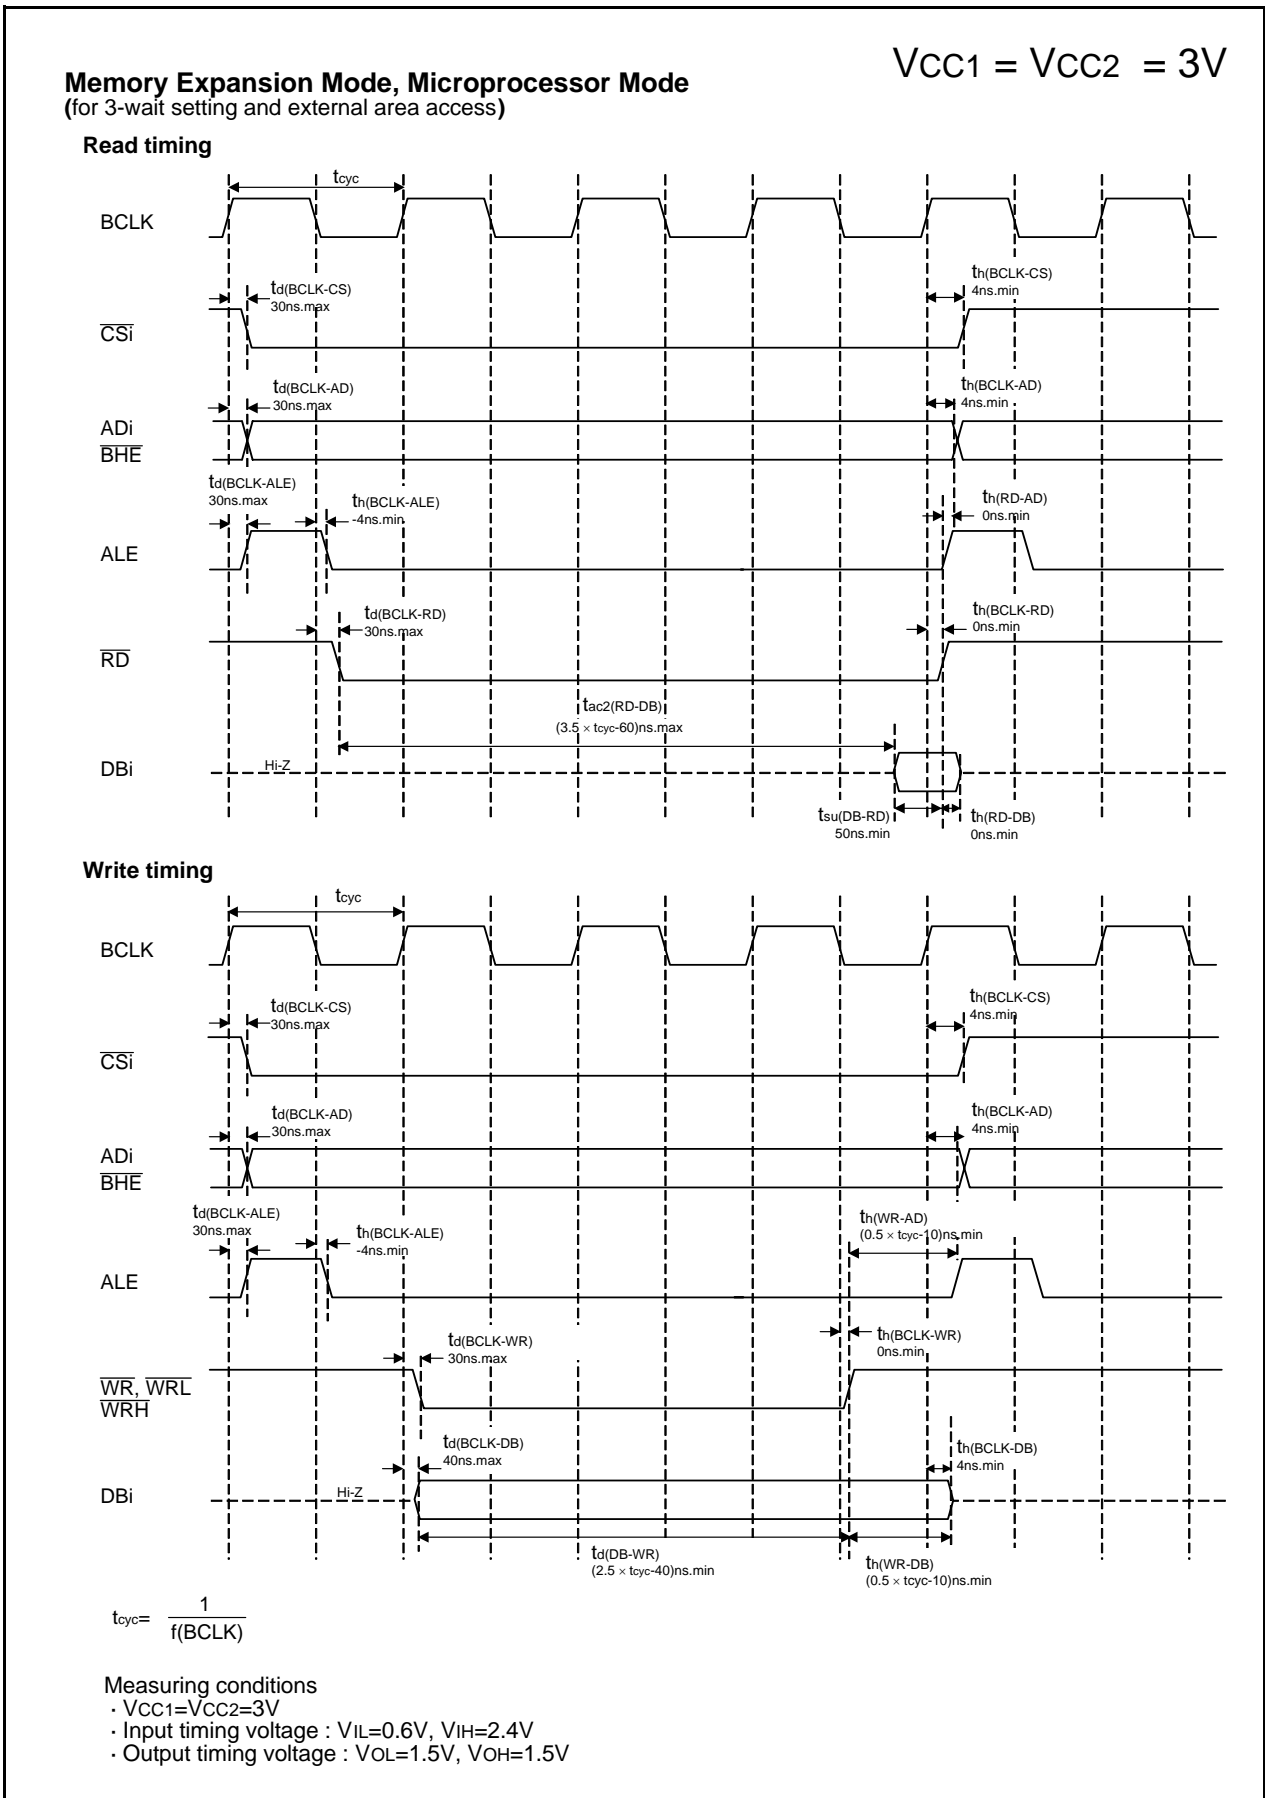 VCC1 = VCC2 = 3V
Memory Expansion Mode, Microprocessor Mode
(for 3-wait setting and external area access)
Read timing
tcyc
BCLK
td(BCLK-CS)
30ns.max
th(BCLK-CS)
4ns.min
CSi
td(BCLK-AD)
30ns.max
th(BCLK-AD)
4ns.min
ADi
BHE
td(BCLK-ALE)
30ns.max
th(BCLK-ALE)
-4ns.min
th(RD-AD)
0ns.min
ALE
td(BCLK-RD)
30ns.max
th(BCLK-RD)
0ns.min
RD
tac2(RD-DB)
(3.5 × tcyc-60)ns.max
DBi
Hi-Z
tsu(DB-RD)
50ns.min
th(RD-DB)
0ns.min
Write timing
tcyc
BCLK
td(BCLK-CS)
30ns.max
th(BCLK-CS)
4ns.min
CSi
td(BCLK-AD)
30ns.max
th(BCLK-AD)
4ns.min
ADi
BHE
td(BCLK-ALE)
30ns.max
th(BCLK-ALE)
-4ns.min
th(WR-AD)
(0.5 × tcyc-10)ns.min
ALE
td(BCLK-WR)
30ns.max
th(BCLK-WR)
0ns.min
WR, WRL
WRH
td(BCLK-DB)
40ns.max
th(BCLK-DB)
4ns.min
DBi
Hi-Z
td(DB-WR)
(2.5 × tcyc-40)ns.min
th(WR-DB)
(0.5 × tcyc-10)ns.min
tcyc= 1
f(BCLK)
Measuring conditions
· VCC1=VCC2=3V
· Input timing voltage : VIL=0.6V, VIH=2.4V
· Output timing voltage : VOL=1.5V, VOH=1.5V